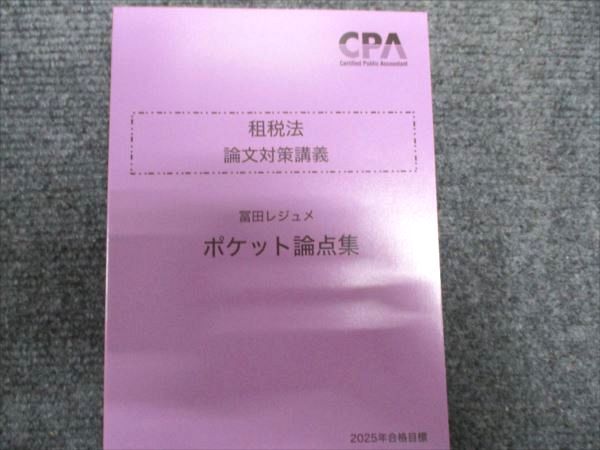 CPA
Certified Public Accountant
租税法
論文対策講義
冨田レジュメ
ポケット論点集
2025年合格目標